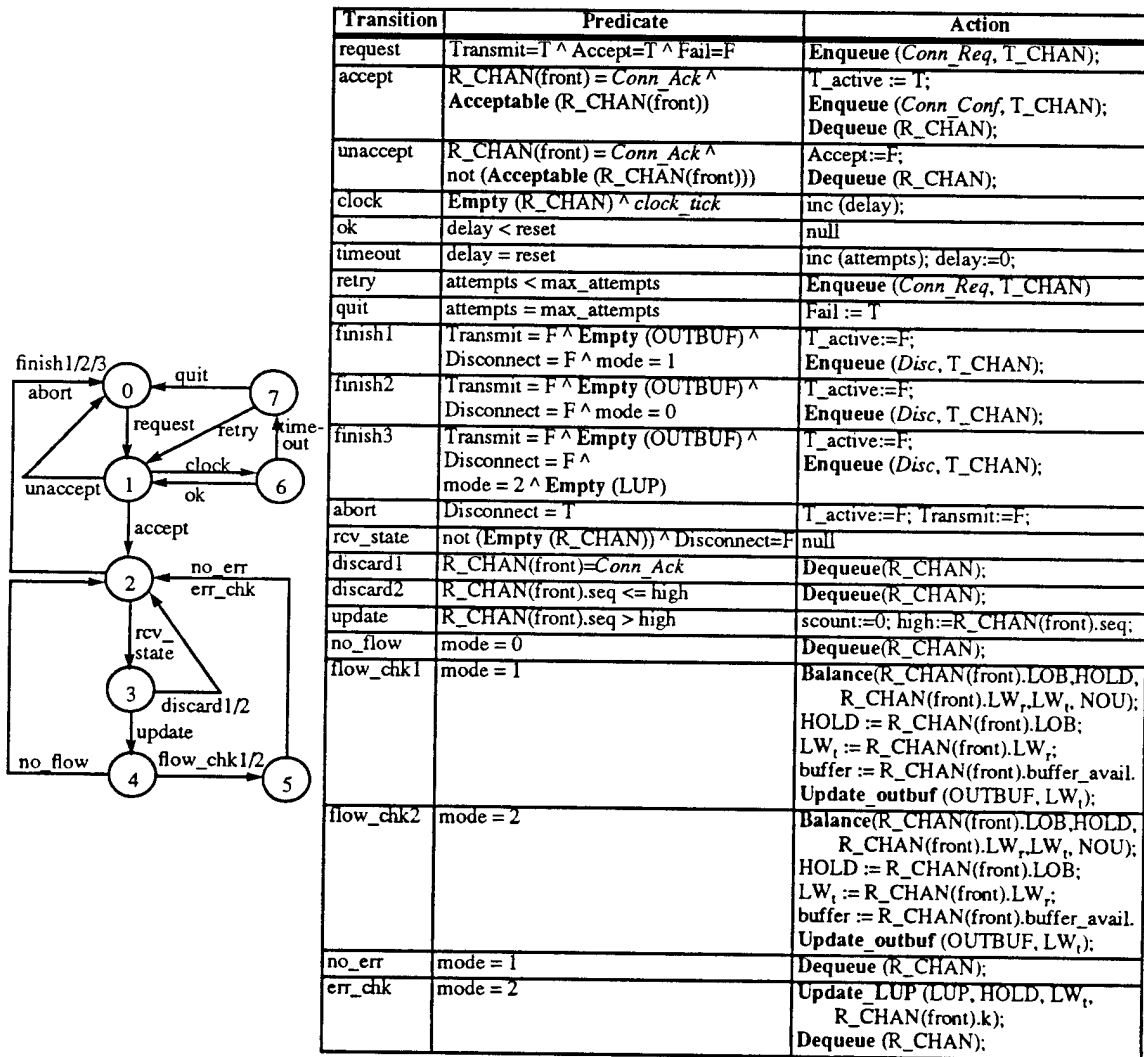 finish1/2/3
abort
0
quit
7
request
retry
time-
out
clock
unaccept
1
ok
6
accept
no_err
err_chk
2
rcv_
state
3
discard1/2
update
no_flow
4
flow_chk1/2
5
Transition Predicate Action
request Transmit=T ^ Accept=T ^ Fail=F Enqueue (Conn_Req, T_CHAN);
accept R_CHAN(front) = Conn_Ack ^ T_active := T;
Acceptable (R_CHAN(front)) Enqueue (Conn_Conf, T_CHAN);
Dequeue (R_CHAN);
unaccept R_CHAN(front) = Conn_Ack ^ Accept:=F;
not (Acceptable (R_CHAN(front))) Dequeue (R_CHAN);
clock Empty (R_CHAN) ^ clock_tick inc (delay);
ok delay < reset null
timeout delay = reset inc (attempts); delay:=0;
retry attempts < max_attempts Enqueue (Conn_Req, T_CHAN)
quit attempts = max_attempts Fail := T
finish1 Transmit = F ^ Empty (OUTBUF) ^ T_active:=F;
Disconnect = F ^ mode = 1 Enqueue (Disc, T_CHAN);
finish2 Transmit = F ^ Empty (OUTBUF) ^ T_active:=F;
Disconnect = F ^ mode = 0 Enqueue (Disc, T_CHAN);
finish3 Transmit = F ^ Empty (OUTBUF) ^ T_active:=F;
Disconnect = F ^ Enqueue (Disc, T_CHAN);
mode = 2 ^ Empty (LUP)
abort Disconnect = T T_active:=F; Transmit:=F;
rcv_state not (Empty (R_CHAN)) ^ Disconnect=F null
discard1 R_CHAN(front)=Conn_Ack Dequeue(R_CHAN);
discard2 R_CHAN(front).seq <= high Dequeue(R_CHAN);
update R_CHAN(front).seq > high scount:=0; high:=R_CHAN(front).seq;
no_flow mode = 0 Dequeue(R_CHAN);
flow_chk1 mode = 1 Balance(R_CHAN(front).LOB,HOLD,
R_CHAN(front).LWr,LWt, NOU);
HOLD := R_CHAN(front).LOB;
LWt := R_CHAN(front).LWr;
buffer := R_CHAN(front).buffer_avail.
Update_outbuf (OUTBUF, LWt);
flow_chk2 mode = 2 Balance(R_CHAN(front).LOB,HOLD,
R_CHAN(front).LWr,LWt, NOU);
HOLD := R_CHAN(front).LOB;
LWt := R_CHAN(front).LWr;
buffer := R_CHAN(front).buffer_avail.
Update_outbuf (OUTBUF, LWt);
no_err mode = 1 Dequeue (R_CHAN);
err_chk mode = 2 Update_LUP (LUP, HOLD, LWt,
R_CHAN(front).k);
Dequeue (R_CHAN);